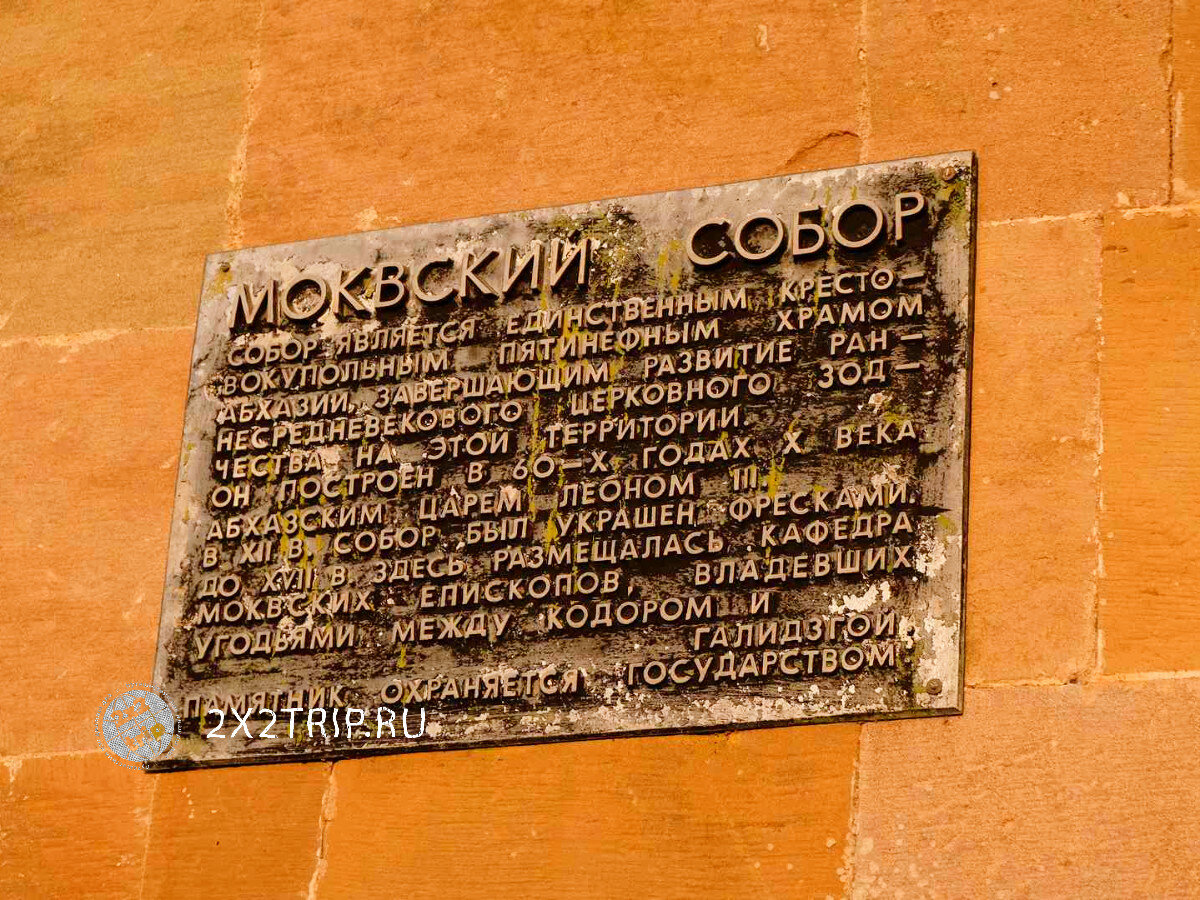 МОКВСКИЙ СОБОР
СОБОР ЯВЛЯЕТСЯ ЕДИНСТВЕННЫМ КРЕСТО-
ВОКУПОЛЬНЫМ ПЯТИНЕФНЫМ ХРАМОМ
АБХАЗИИ, ЗАВЕРШАЮЩИМ РАЗВИТИЕ РАН-
НЕСРЕДНЕВЕКОВОГО ЦЕРКОВНОГО ЗОД-
ЧЕСТВА НА ЭТОЙ ТЕРРИТОРИИ.
ОН ПОСТРОЕН В 60-Х ГОДАХ X ВЕКА
АБХАЗСКИМ ЦАРЕМ ЛЕОНОМ III.
В XII В. СОБОР БЫЛ УКРАШЕН ФРЕСКАМИ.
ДО XVII В ЗДЕСЬ РАЗМЕЩАЛАСЬ КАФЕДРА
МОКВСКИХ ЕПИСКОПОВ, ВЛАДЕВШИХ
УГОДЬЯМИ МЕЖДУ КОДОРОМ И
ГАЛИДЗГОЙ
ПАМЯТНИК ОХРАНЯЕТСЯ ГОСУДАРСТВОМ
2X2TRIP.RU